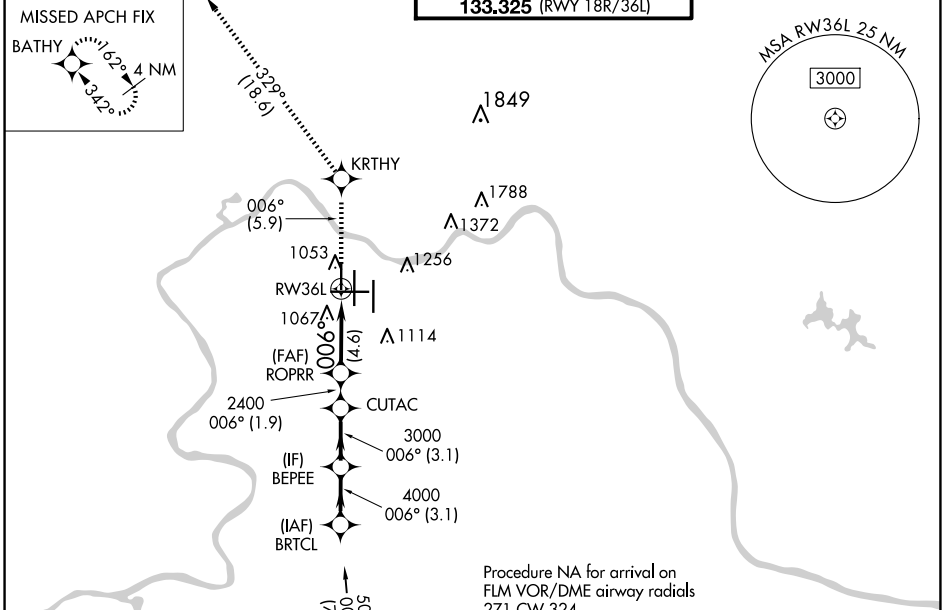 MISSED APCH FIX
BATHY
162°
4 NM
342°
133.325 (RWY 18R/36L)
MSA RW36L 25 NM
3000
329°
(18.6)
1849
KRTHY
006°
(5.9)
1788
1372
1053
1256
RW36L
1067
006°
(4.6)
1114
(FAF)
ROPRR
2400
006° (1.9)
CUTAC
3000
006° (3.1)
(IF)
BEPEE
4000
006° (3.1)
(IAF)
BRTCL
Procedure NA for arrival on
FLM VOR/DME airway radials
271 CW 324